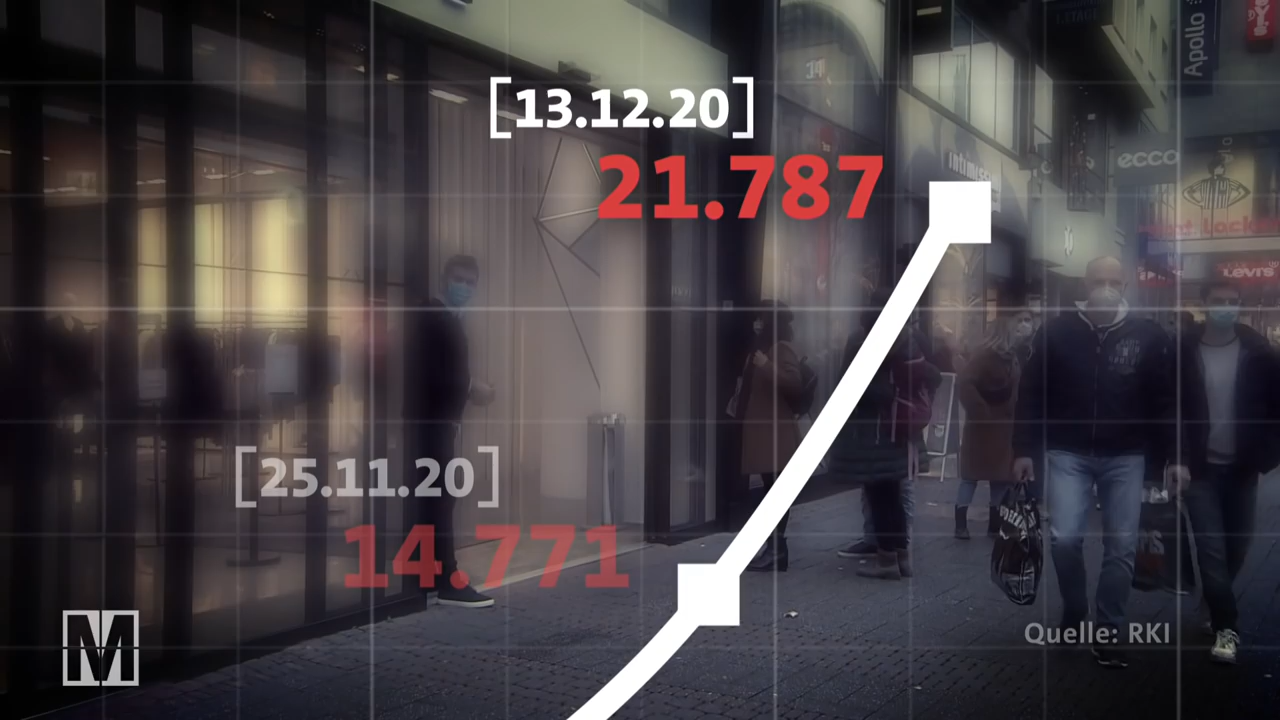 Apollo
[13.12.20]
ecco
21.787
LEVI'S
[25.11.20]
14.771
M
Quelle: RKI